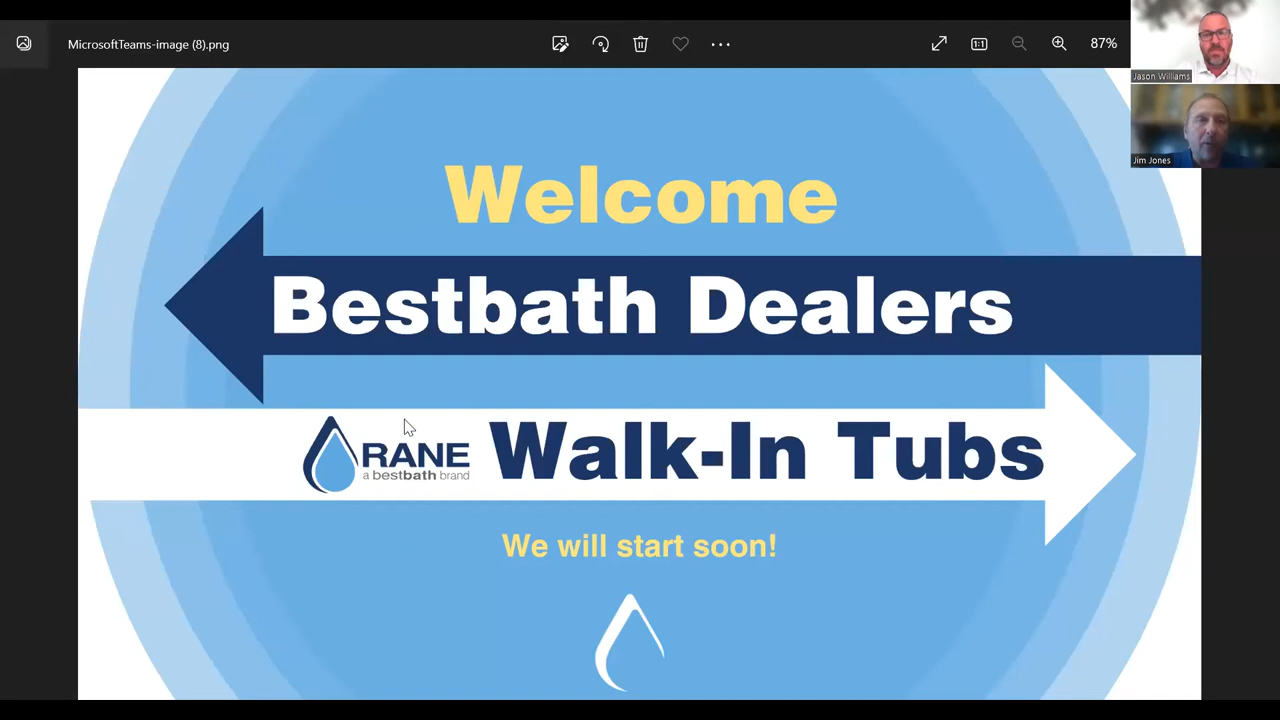 MicrosoftTeams-image (8).png
87%
Jason Williams
Jim Jones
Welcome
Bestbath Dealers
RANE
a bestbath brand
Walk-In Tubs
We will start soon!